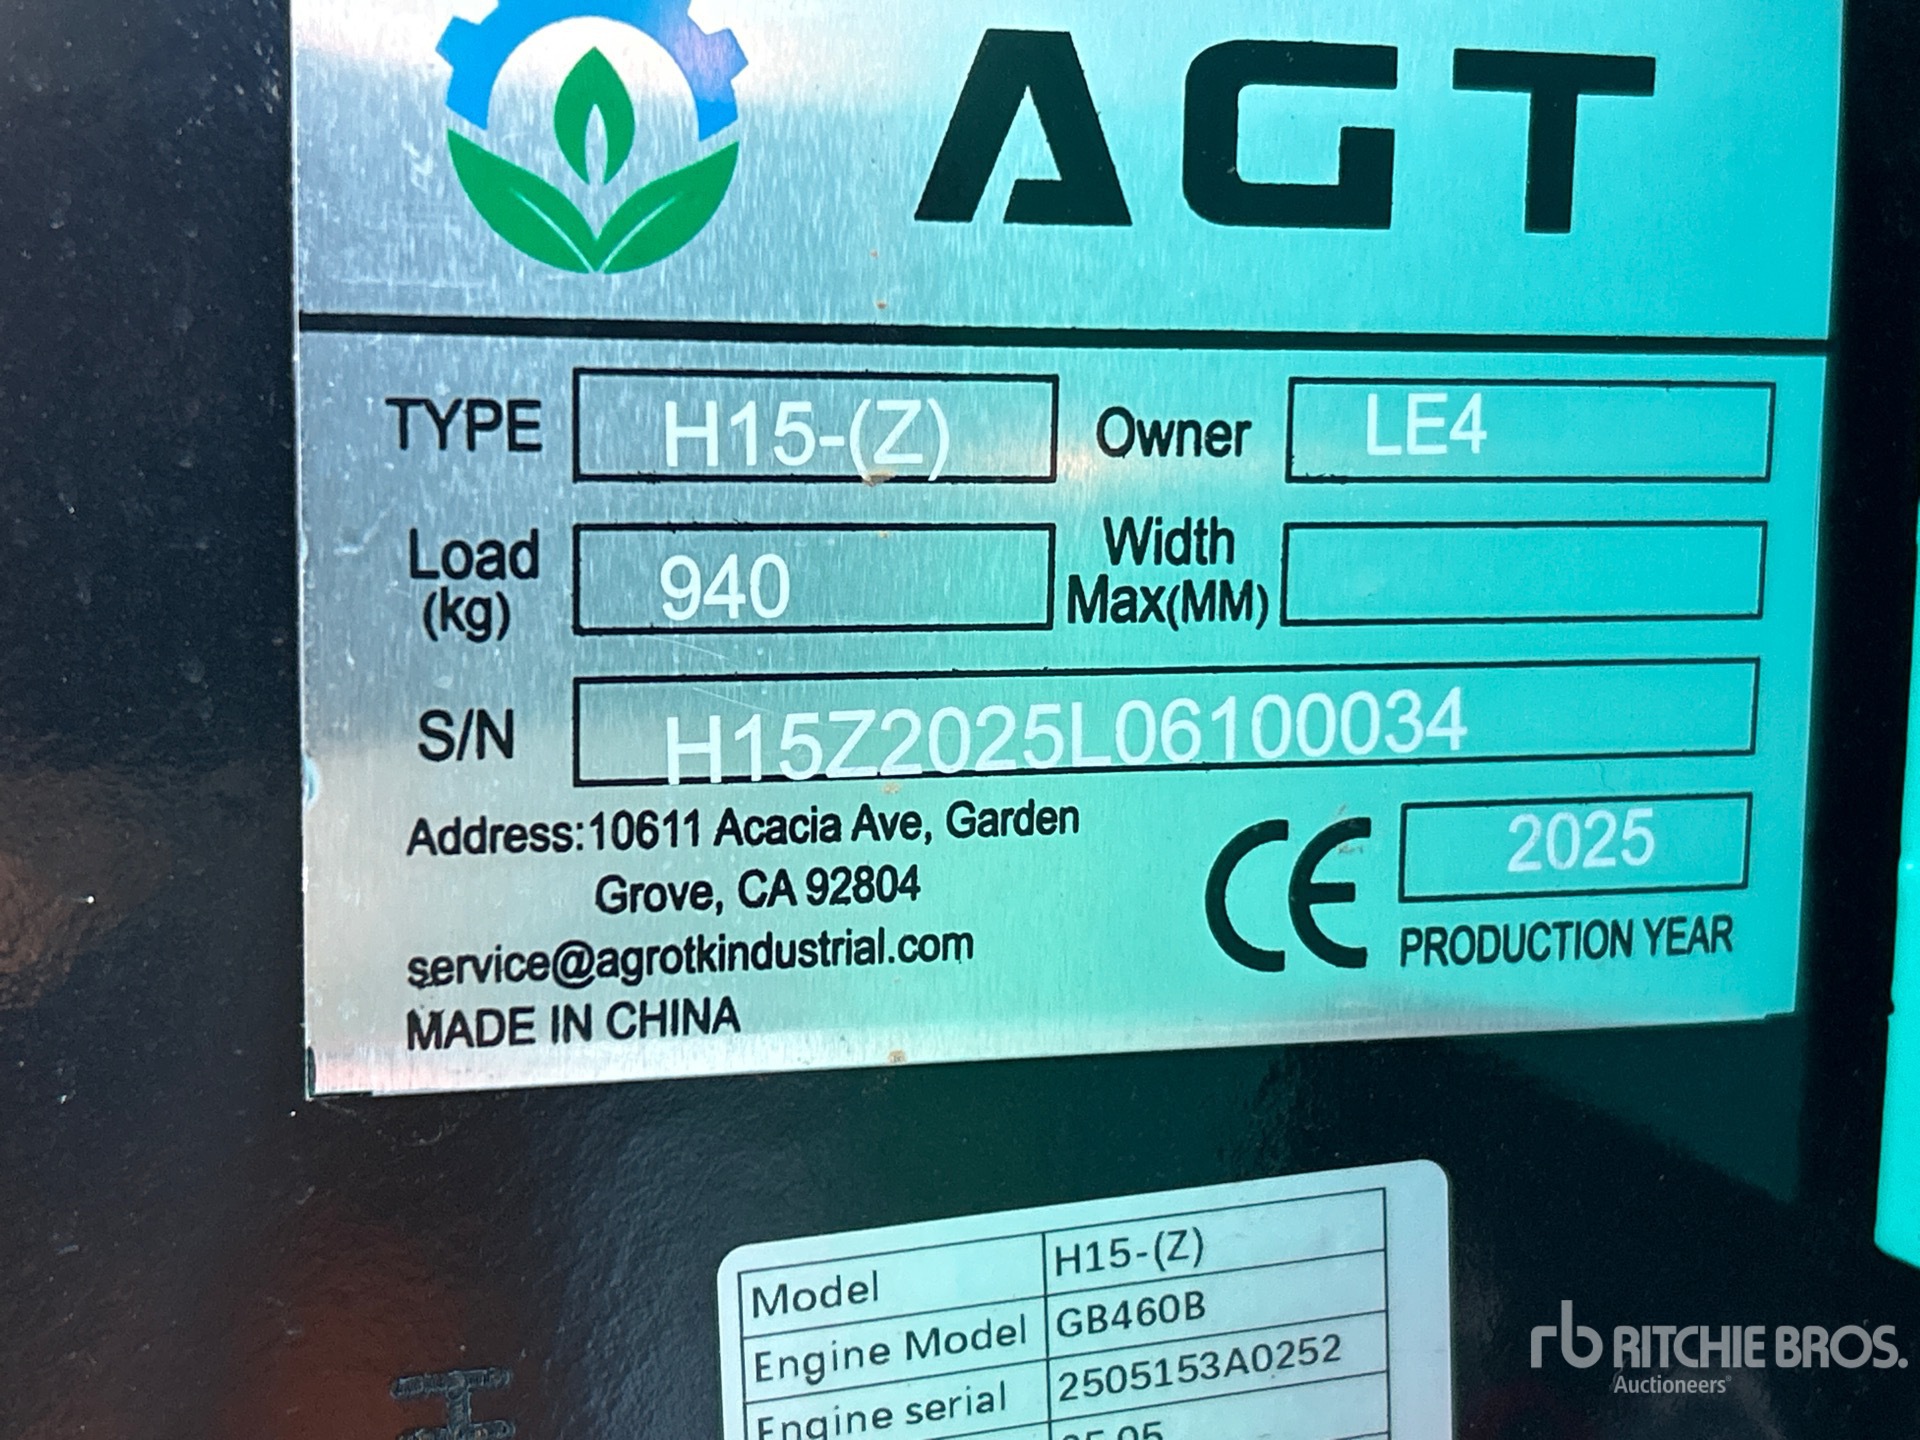 AGT
TYPE H15-(Z) Owner LE4
Load (kg) 940 Width Max(MM)
S/N H15Z2025L06100034
Address:10611 Acacia Ave, Garden
Grove, CA 92804
service@agrotkindustrial.com
MADE IN CHINA
CE 2025
PRODUCTION YEAR
Model H15-(Z)
Engine Model GB460B
Engine serial 2505153A0252
rb RITCHIE BROS.
Auctioneers